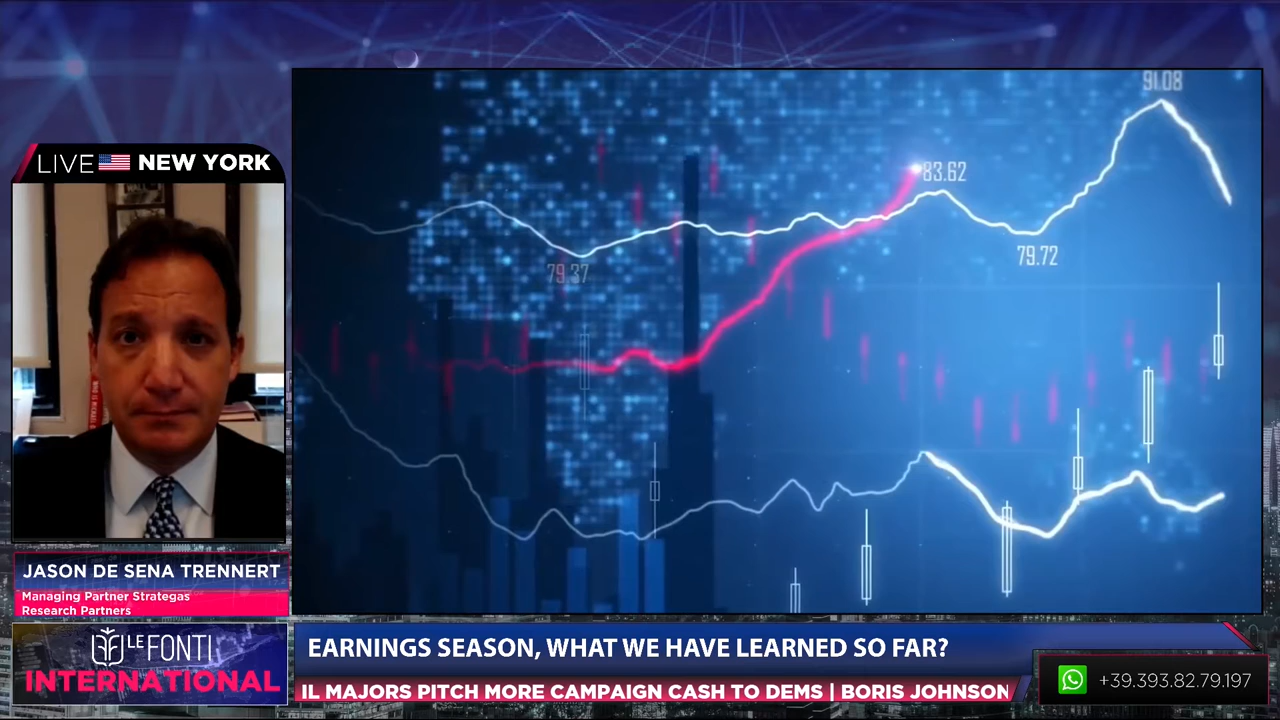 LIVE NEW YORK
91.08
83.62
79.37
79.72
JASON DE SENA TRENNERT
Managing Partner Strategas
Research Partners
LE FONTI
INTERNATIONAL
EARNINGS SEASON, WHAT WE HAVE LEARNED SO FAR?
IL MAJORS PITCH MORE CAMPAIGN CASH TO DEMS | BORIS JOHNSON
+39.393.82.79.197